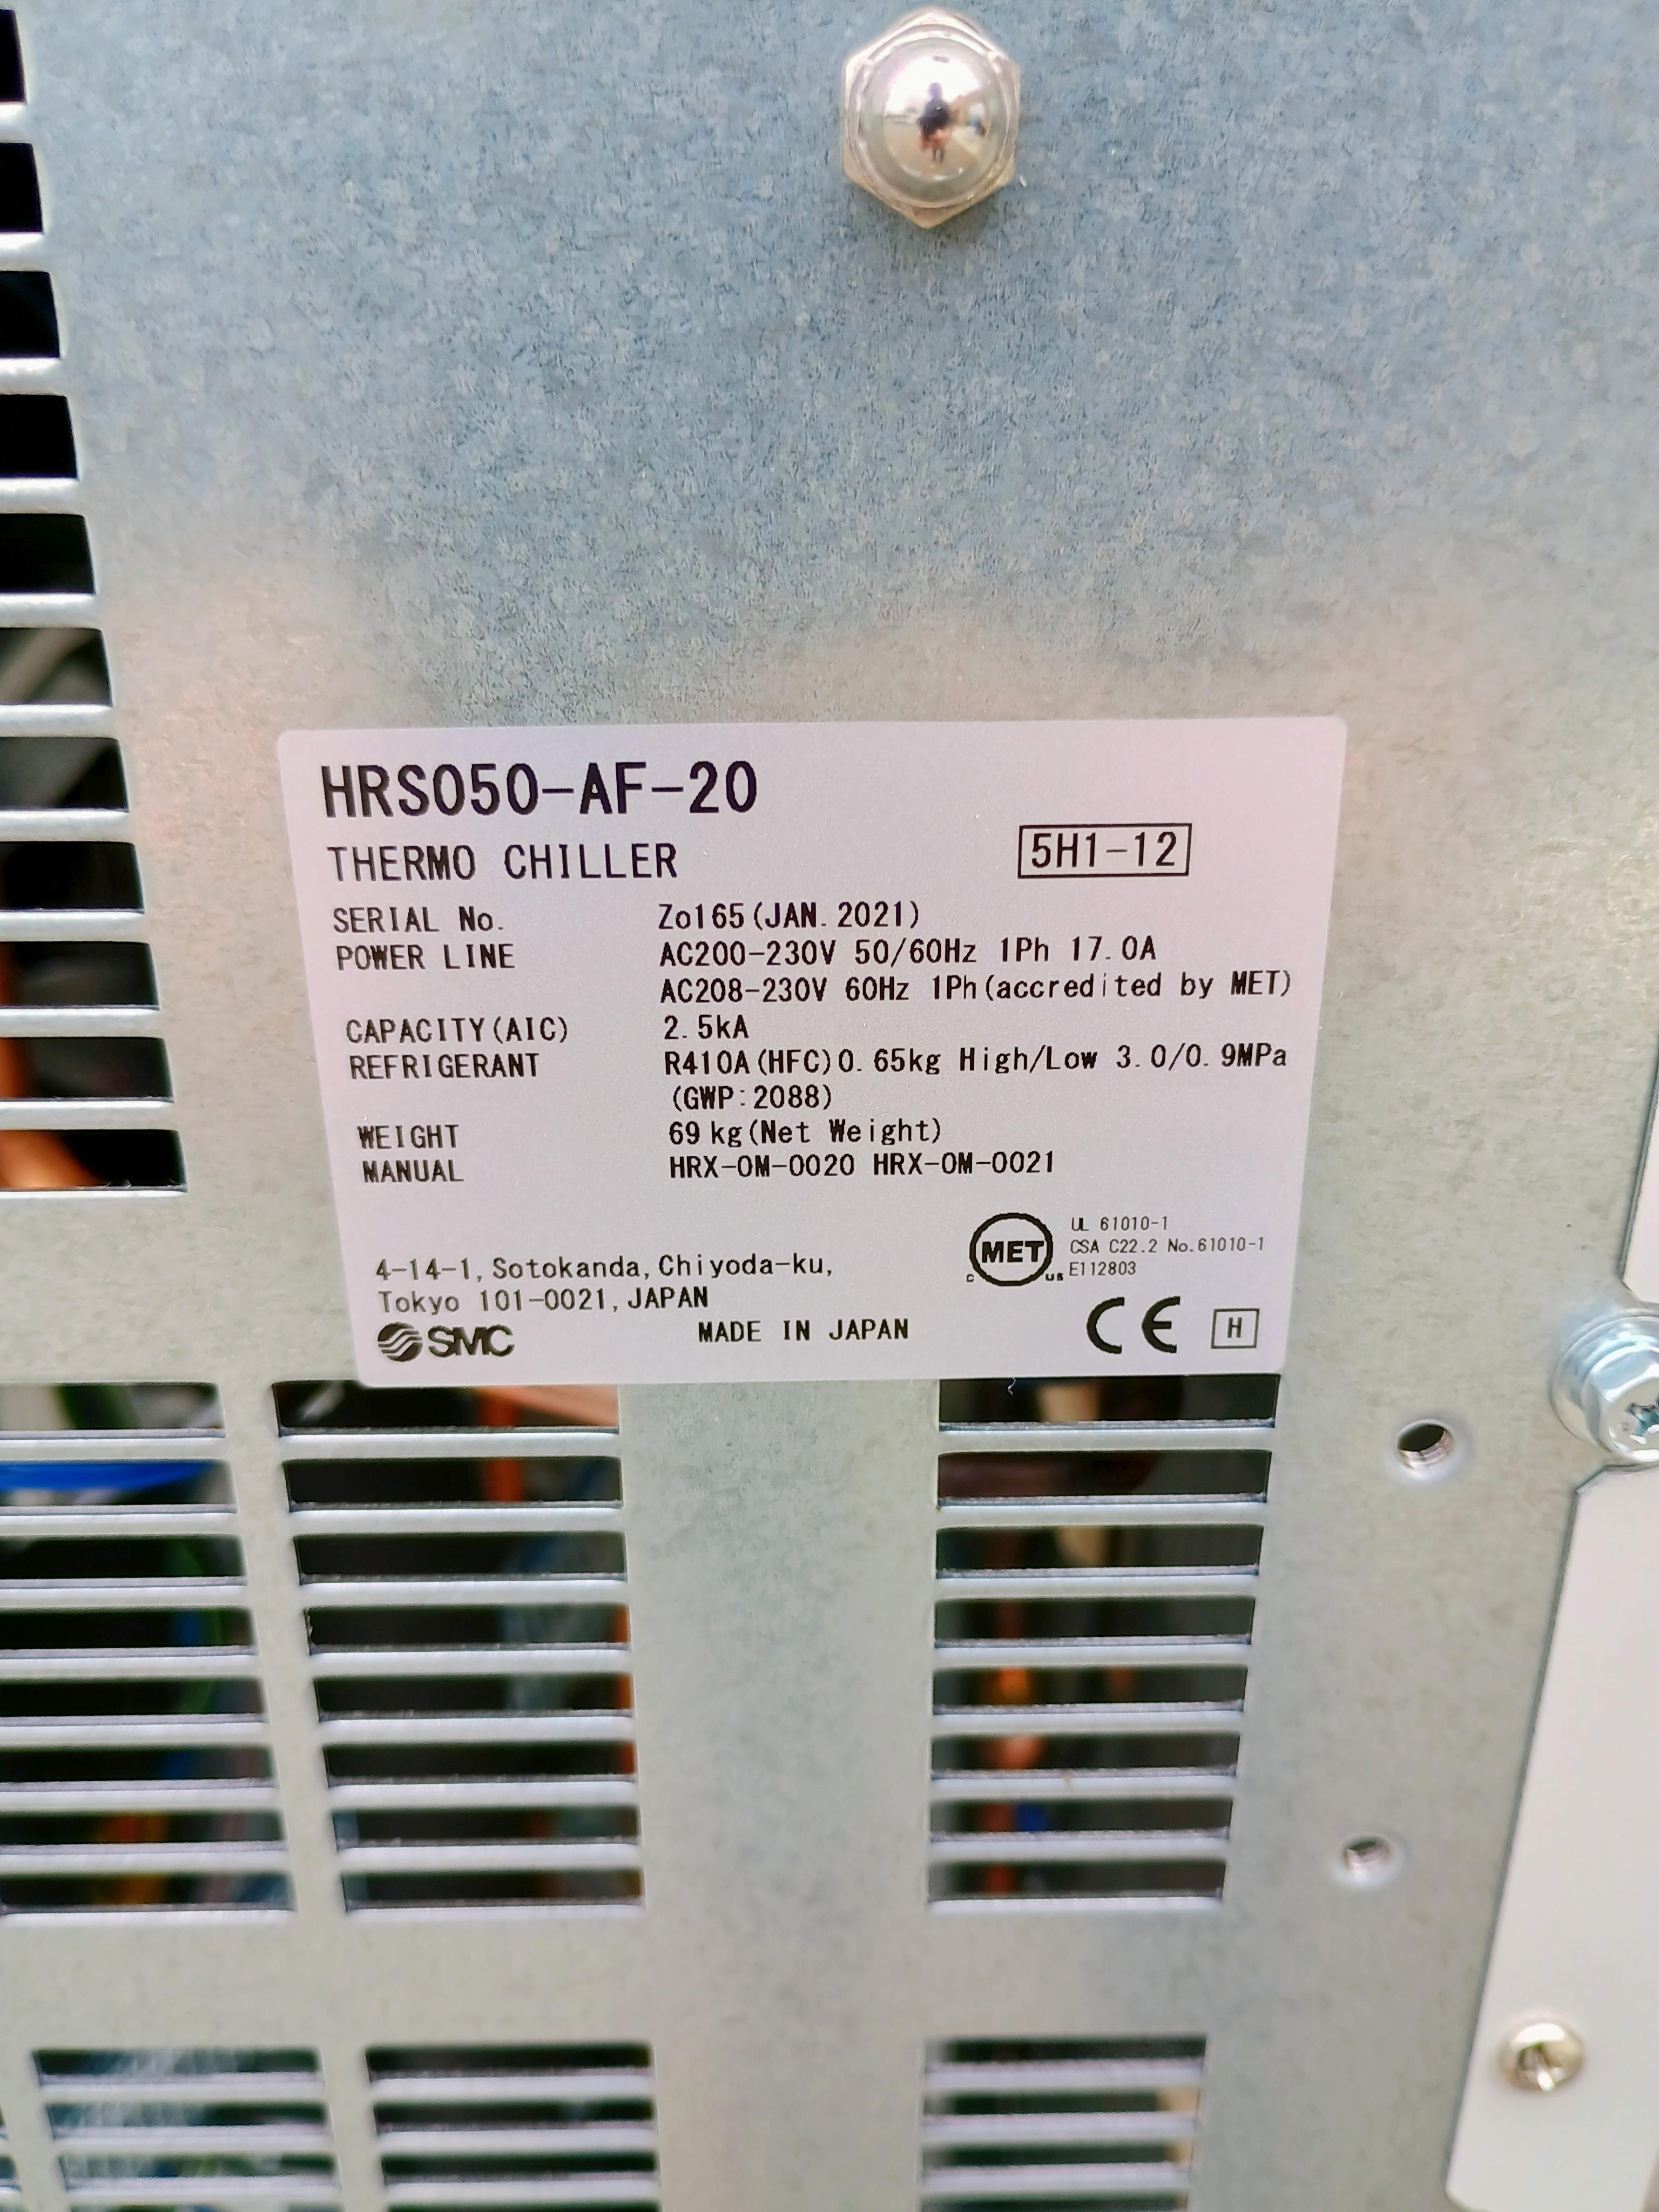 HRS050-AF-20
THERMO CHILLER
5H1-12
SERIAL No. Zo165(JAN.2021)
POWER LINE AC200-230V 50/60Hz 1Ph 17.0A
AC208-230V 60Hz 1Ph(accredited by MET)
CAPACITY(AIC) 2.5kA
REFRIGERANT R410A(HFC)0.65kg High/Low 3.0/0.9MPa
(GWP:2088)
WEIGHT 69kg(Net Weight)
MANUAL HRX-OM-0020 HRX-OM-0021
MET
C US
UL 61010-1
CSA C22.2 No.61010-1
E112803
4-14-1,Sotokanda,Chiyoda-ku,
Tokyo 101-0021,JAPAN
SMC
MADE IN JAPAN
CE
H